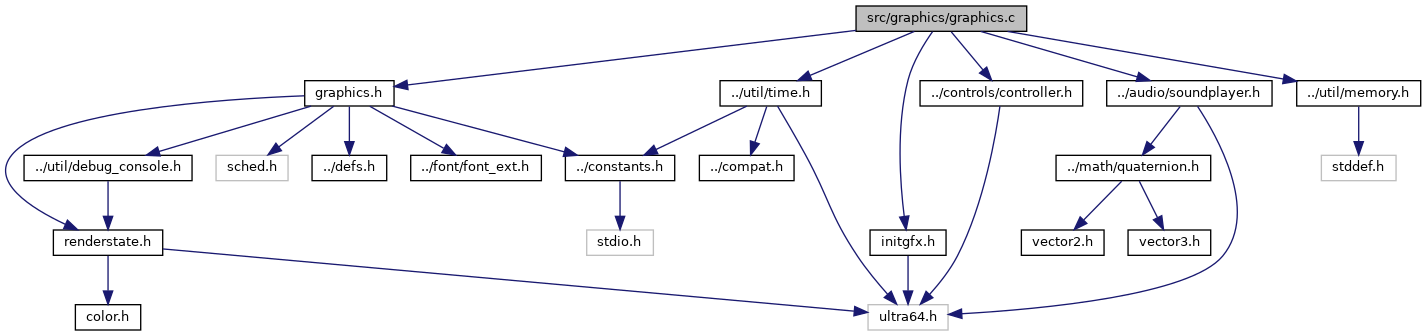 src/graphics/graphics.c
graphics.h
../util/time.h
../controls/controller.h
../audio/soundplayer.h
../util/memory.h
../util/debug_console.h
sched.h
../defs.h
../font/font_ext.h
../constants.h
../compat.h
../math/quaternion.h
stddef.h
renderstate.h
stdio.h
initgfx.h
vector2.h
vector3.h
color.h
ultra64.h